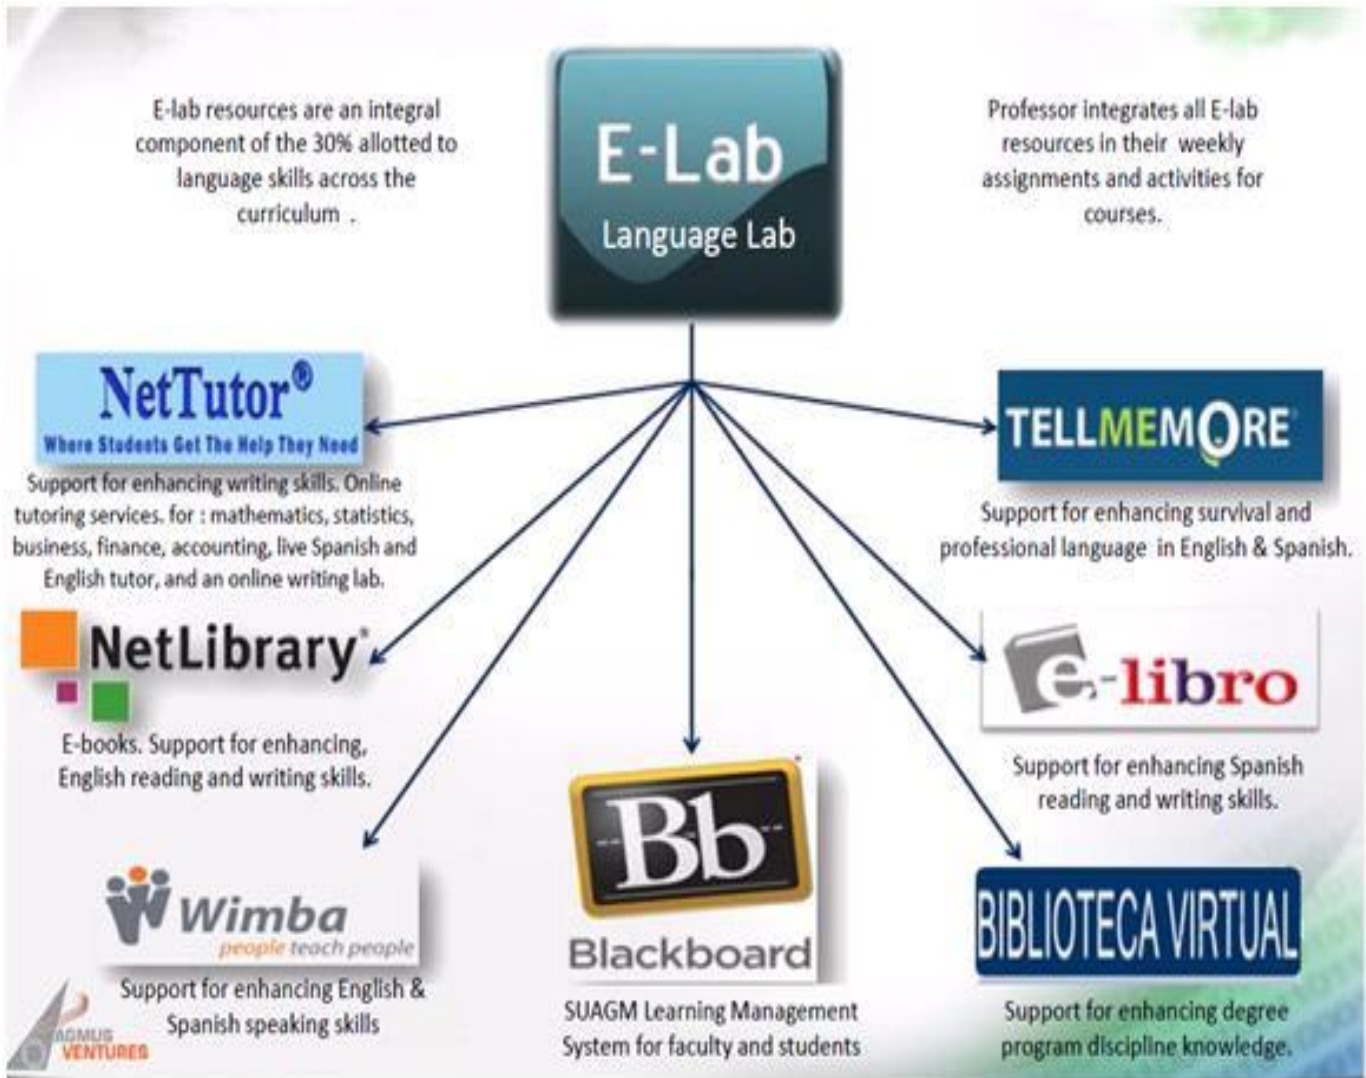 E-lab resources are an integral
component of the 30% allotted to
language skills across the
curriculum .
E-Lab
Language Lab
Professor integrates all E-lab
resources in their weekly
assignments and activities for
courses.
NetTutor®
Where Students Get The Help They Need
Support for enhancing writing skills. Online
tutoring services. for : mathematics, statistics,
business, finance, accounting, live Spanish and
English tutor, and an online writing lab.
TELLMEMORE
Support for enhancing survival and
professional language in English & Spanish.
NetLibrary
E-books. Support for enhancing,
English reading and writing skills.
e-libro
Support for enhancing Spanish
reading and writing skills.
Wimba
people teach people
Support for enhancing English &
Spanish speaking skills
Bb
Blackboard
SUAGM Learning Management
System for faculty and students
BIBLIOTECA VIRTUAL
Support for enhancing degree
program discipline knowledge.
AGMUS
VENTURES